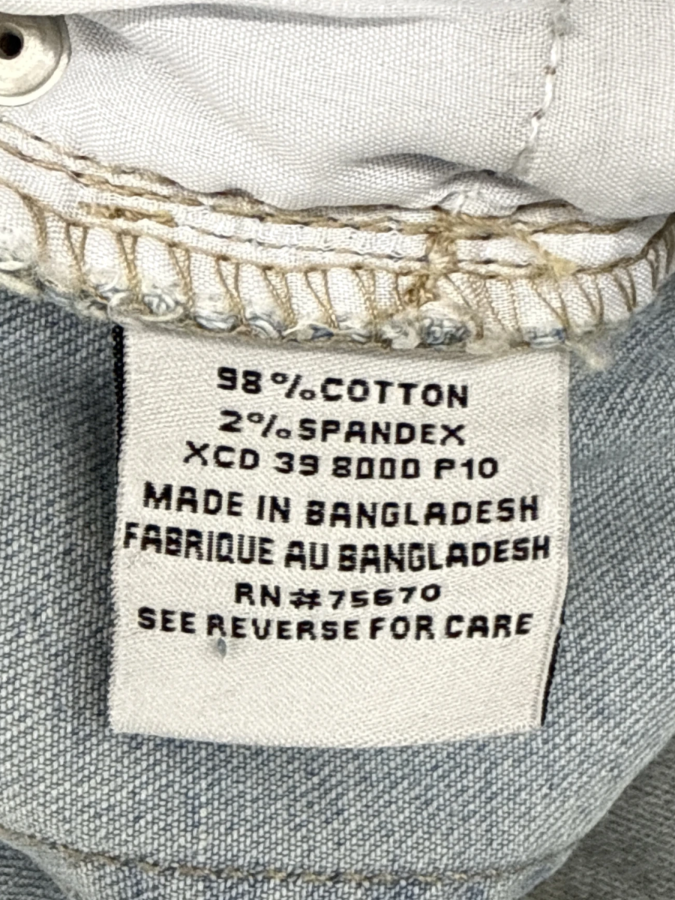 98%COTTON
2%SPANDEX
XCD 39 8000 P10
MADE IN BANGLADESH
FABRIQUE AU BANGLADESH
RN#75670
SEE REVERSE FOR CARE